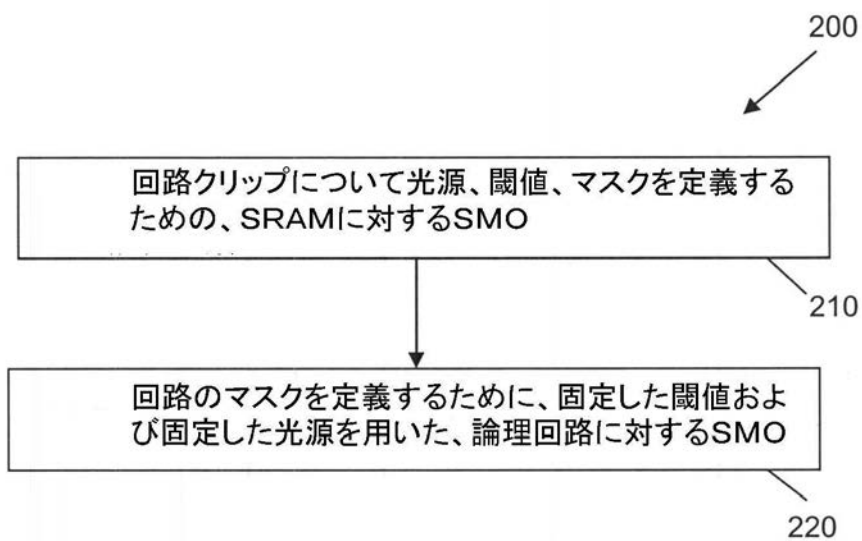 200
回路クリップについて光源、閾値、マスクを定義する
ための、SRAMに対するSMO
210
回路のマスクを定義するために、固定した閾値およ
び固定した光源を用いた、論理回路に対するSMO
220